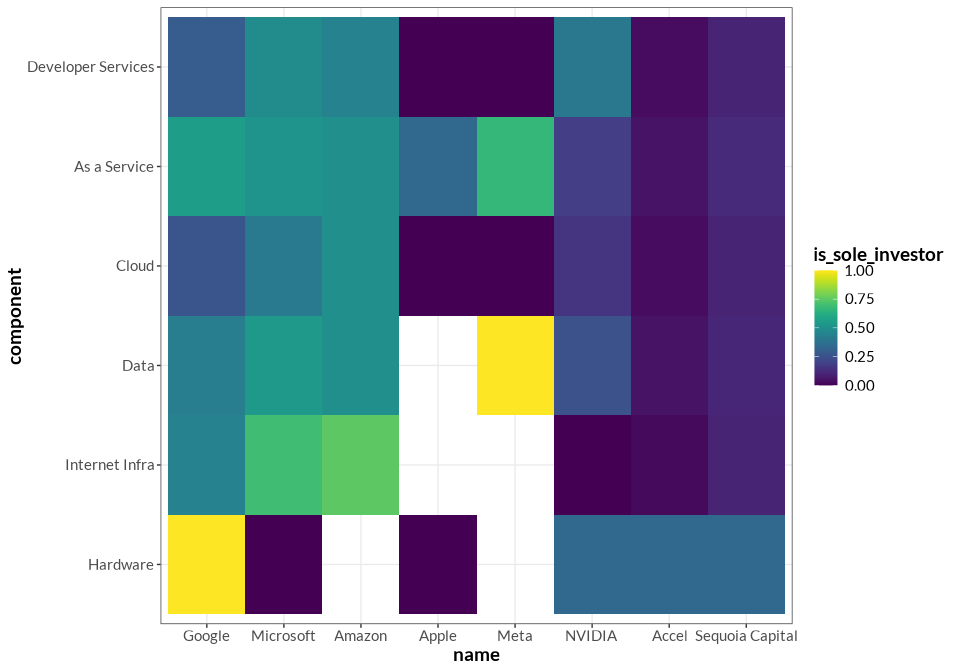 Developer Services
As a Service
Cloud
Data
Internet Infra
Hardware
component
Google Microsoft Amazon Apple Meta NVIDIA Accel Sequoia Capital
name
is_sole_investor
1.00
0.75
0.50
0.25
0.00